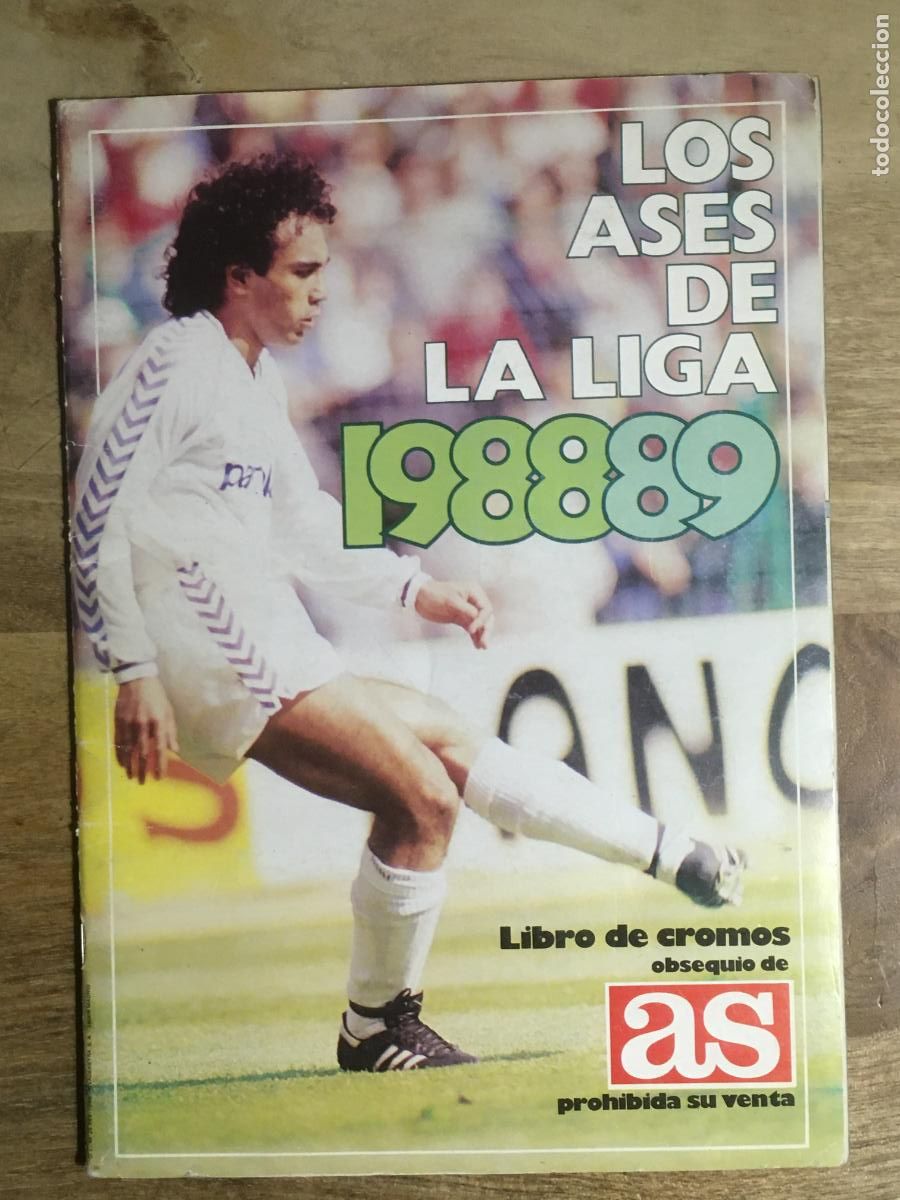 LOS
ASES
DE
LA LIGA
198889
Libro de cromos
obsequio de
as
prohibida su venta
todocoleccion